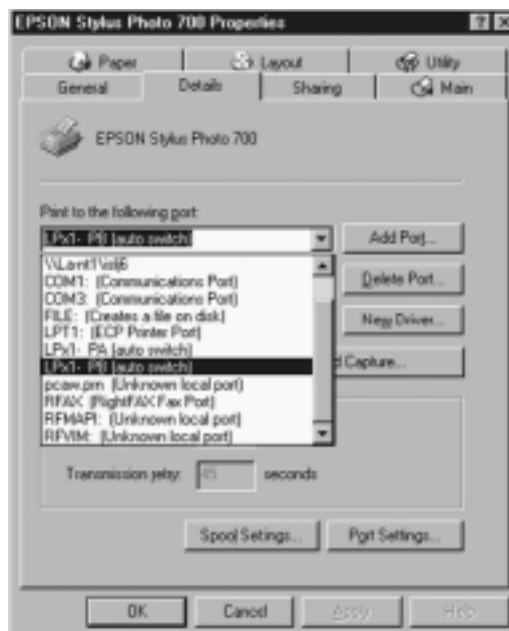 EPSON Stylus Photo 700 Properties
? X
Paper Layout Utility
General Details Sharing Main
EPSON Stylus Photo 700
Print to the following port:
LPx1- PB (auto switch)
Add Port...
COM1: (Communications Port)
Delete Port...
COM3: (Communications Port)
FILE: (Creates a file on disk)
New Driver...
LPT1: (ECP Printer Port)
LPx1- PA (auto switch)
LPx1- PB (auto switch)
d Capture...
pcaw.prn (Unknown local port)
RFAX (RightFAX Fax Port)
RFMAPI: (Unknown local port)
RFVIM: (Unknown local port)
Transmission retry: 45 seconds
Spool Settings... Port Settings...
OK Cancel Apply Help